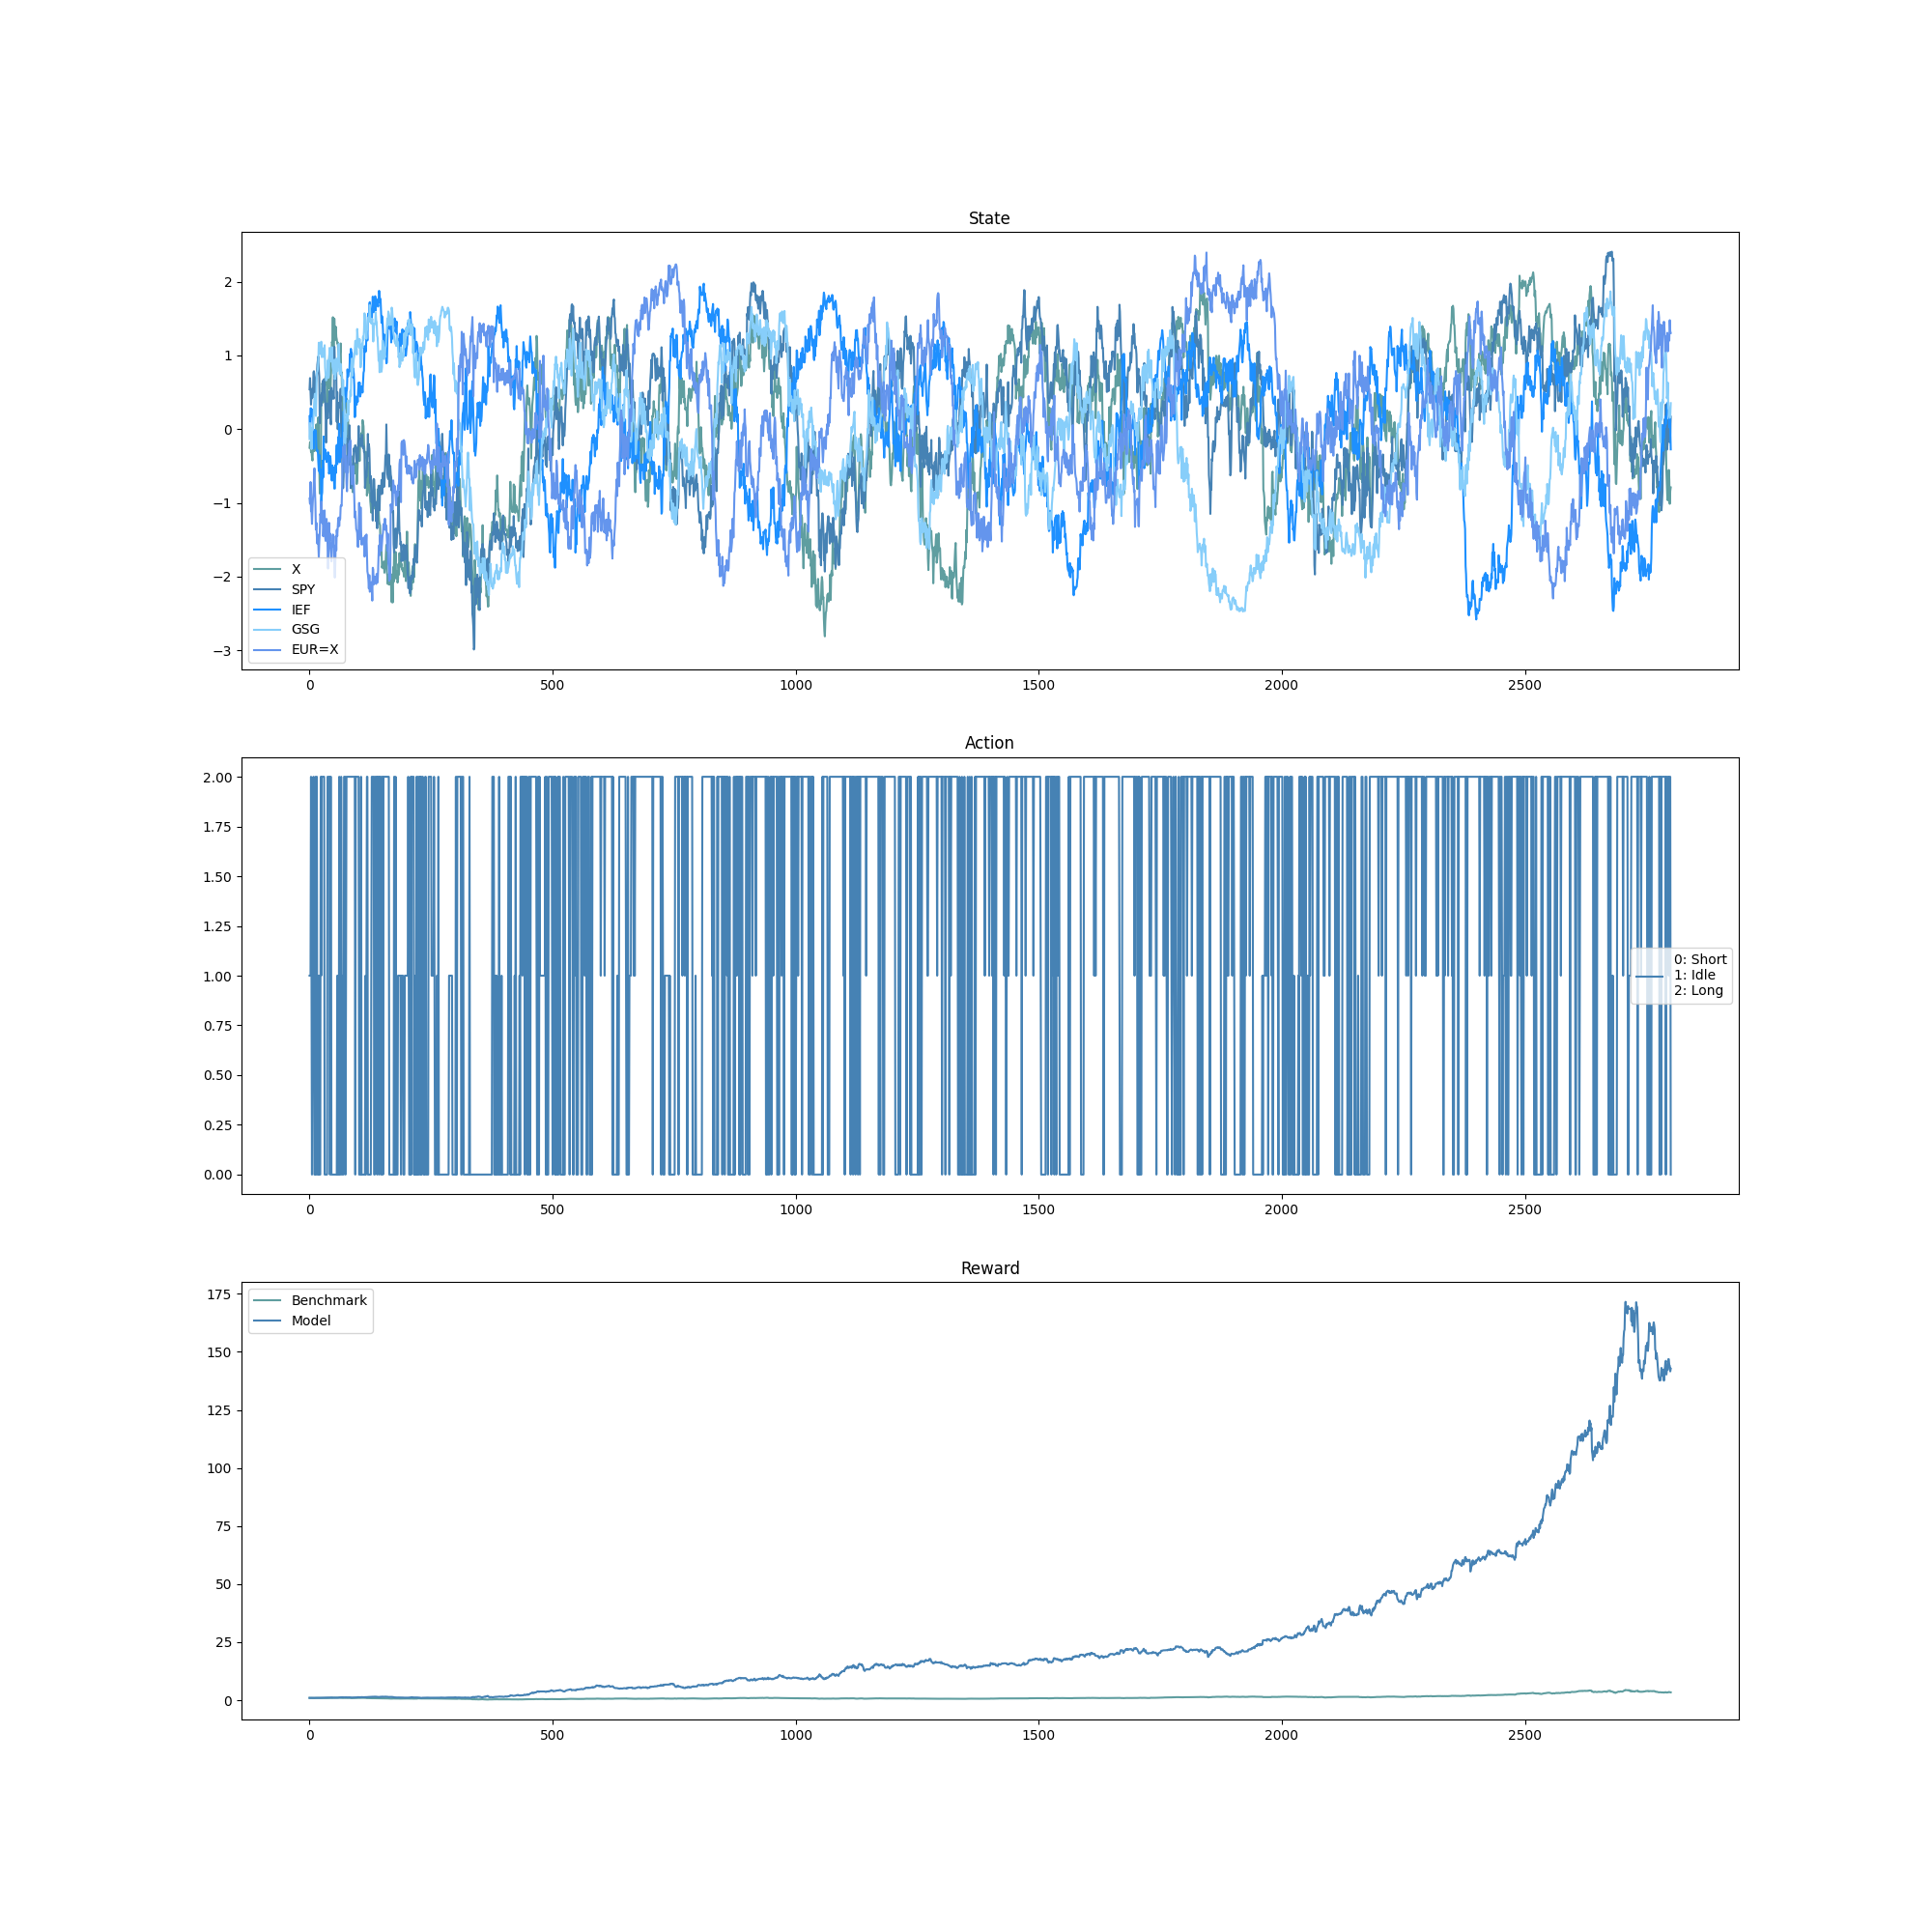 State
2
1
0
−1
−2
−3
X
SPY
IEF
GSG
EUR=X
0 500 1000 1500 2000 2500
Action
2.00
1.75
1.50
1.25
1.00
0.75
0.50
0.25
0.00
0: Short
1: Idle
2: Long
0 500 1000 1500 2000 2500
Reward
175
150
125
100
75
50
25
0
Benchmark
Model
0 500 1000 1500 2000 2500